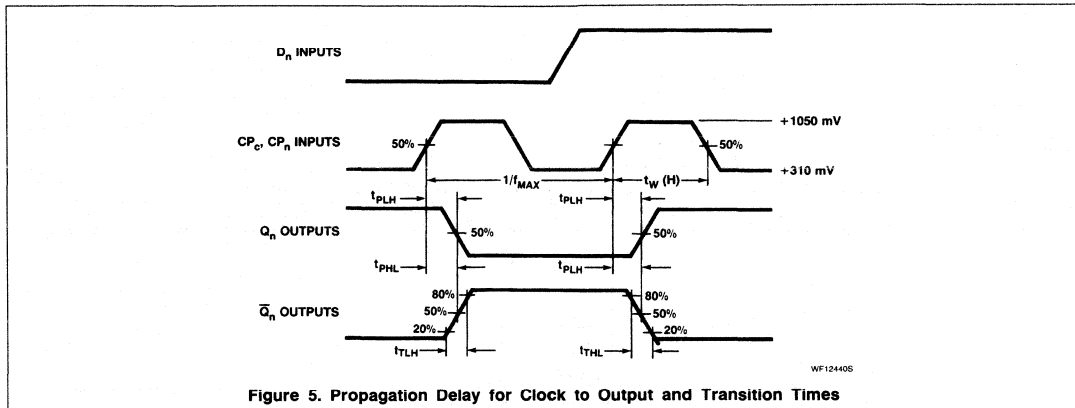 Dn INPUTS
+1050 mV
CPc, CPn INPUTS
50%
50%
+310 mV
1/fMAX
tW (H)
tPLH
tPLH
Qn OUTPUTS
50%
50%
tPHL
tPLH
80%
80%
Q̅n OUTPUTS
50%
50%
20%
20%
tTLH
tTHL
WF12440S
Figure 5. Propagation Delay for Clock to Output and Transition Times